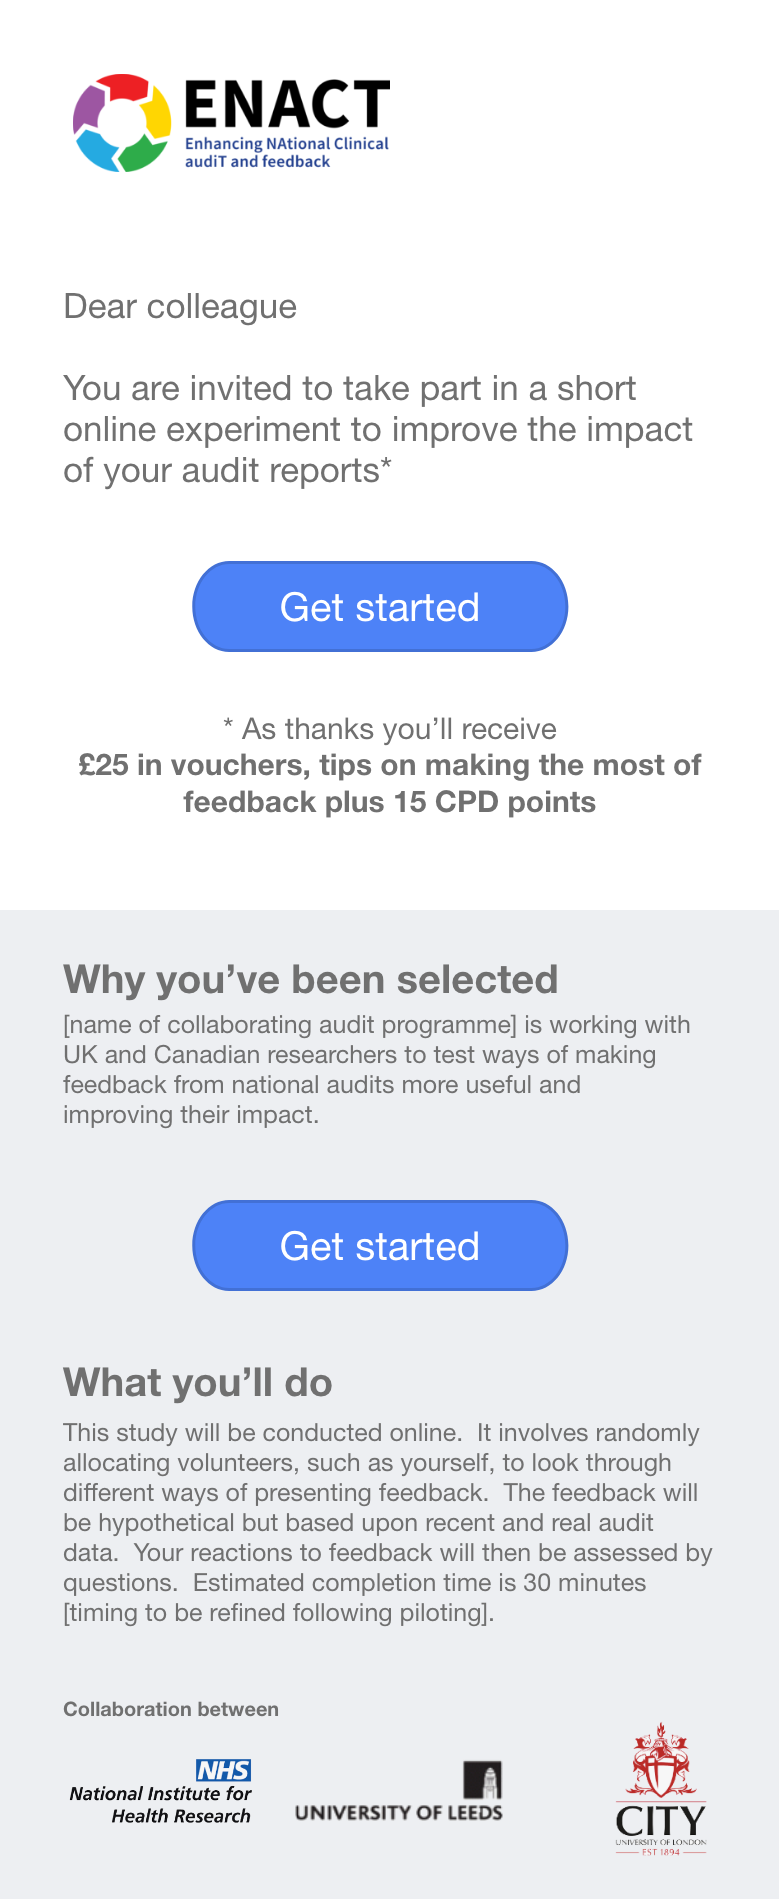 ENACT
Enhancing NAtional Clinical
audiT and feedback
Dear colleague
You are invited to take part in a short
online experiment to improve the impact
of your audit reports*
Get started
* As thanks you’ll receive
£25 in vouchers, tips on making the most of
feedback plus 15 CPD points
Why you’ve been selected
[name of collaborating audit programme] is working with
UK and Canadian researchers to test ways of making
feedback from national audits more useful and
improving their impact.
Get started
What you’ll do
This study will be conducted online.  It involves randomly
allocating volunteers, such as yourself, to look through
different ways of presenting feedback.  The feedback will
be hypothetical but based upon recent and real audit
data.  Your reactions to feedback will then be assessed by
questions.  Estimated completion time is 30 minutes
[timing to be refined following piloting].
Collaboration between
NHS
National Institute for
Health Research
UNIVERSITY OF LEEDS
CITY
UNIVERSITY OF LONDON
EST 1894